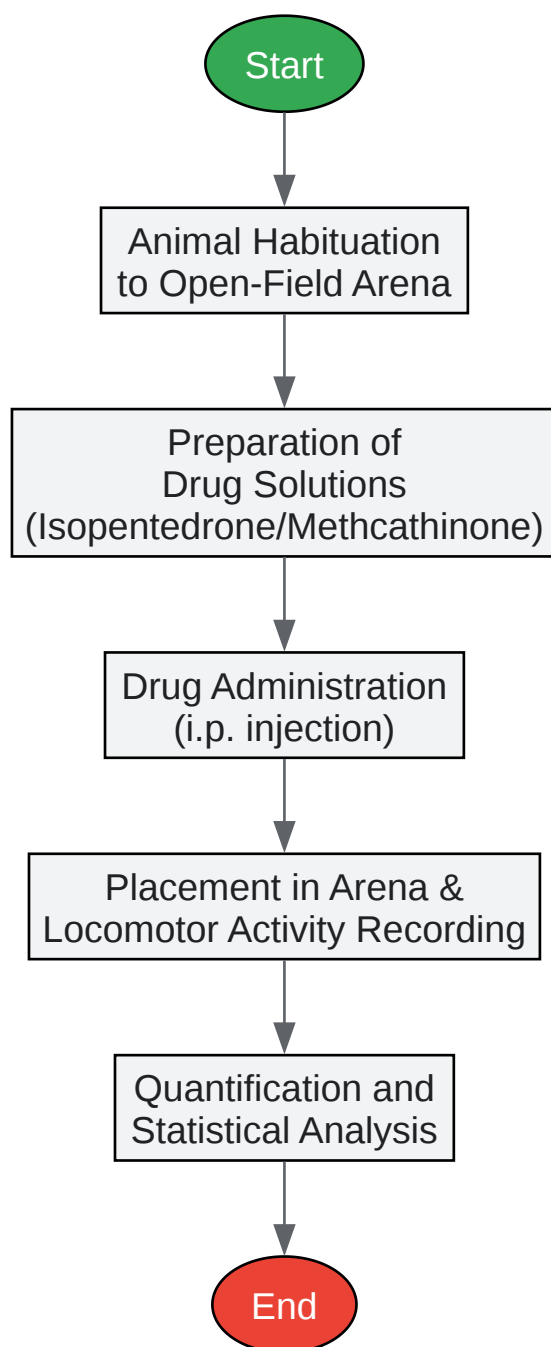 Start
Animal Habituation
to Open-Field Arena
Preparation of
Drug Solutions
(Isopentedrone/Methcathinone)
Drug Administration
(i.p. injection)
Placement in Arena &
Locomotor Activity Recording
Quantification and
Statistical Analysis
End